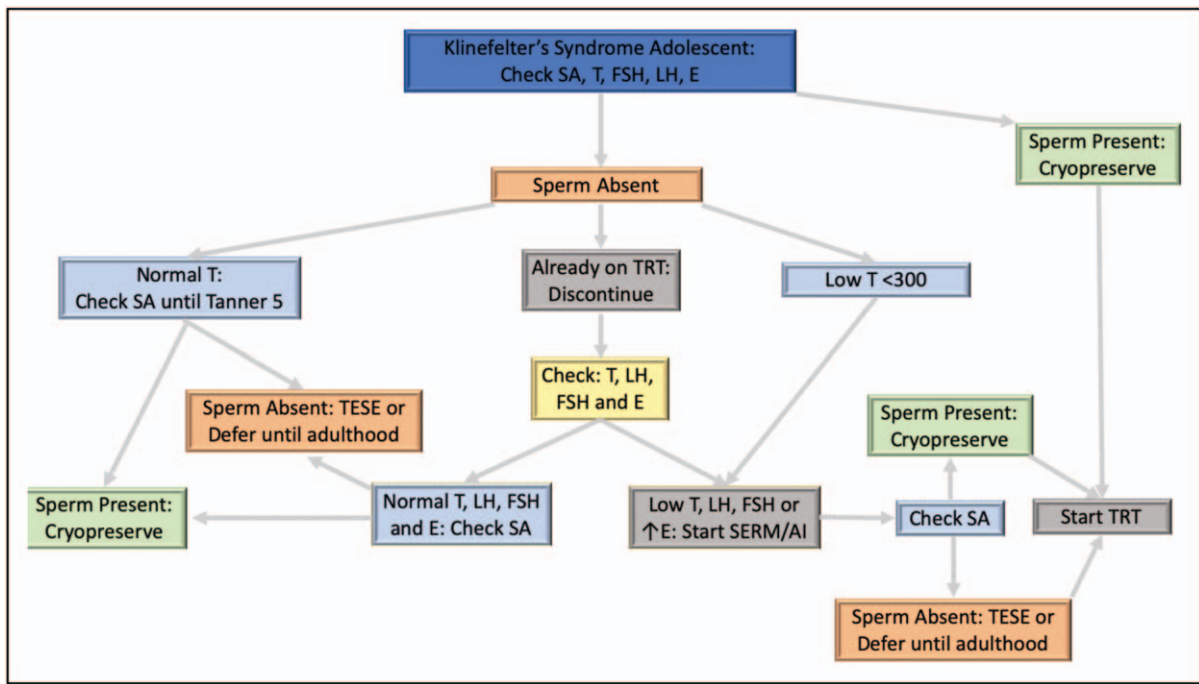 Klinefelter's Syndrome Adolescent:
Check SA, T, FSH, LH, E
Sperm Present:
Cryopreserve
Sperm Absent
Normal T:
Check SA until Tanner 5
Already on TRT:
Discontinue
Low T <300
Check: T, LH,
FSH and E
Sperm Absent: TESE or
Defer until adulthood
Sperm Present:
Cryopreserve
Sperm Present:
Cryopreserve
Normal T, LH, FSH
and E: Check SA
Low T, LH, FSH or
↑E: Start SERM/AI
Check SA
Start TRT
Sperm Absent: TESE or
Defer until adulthood